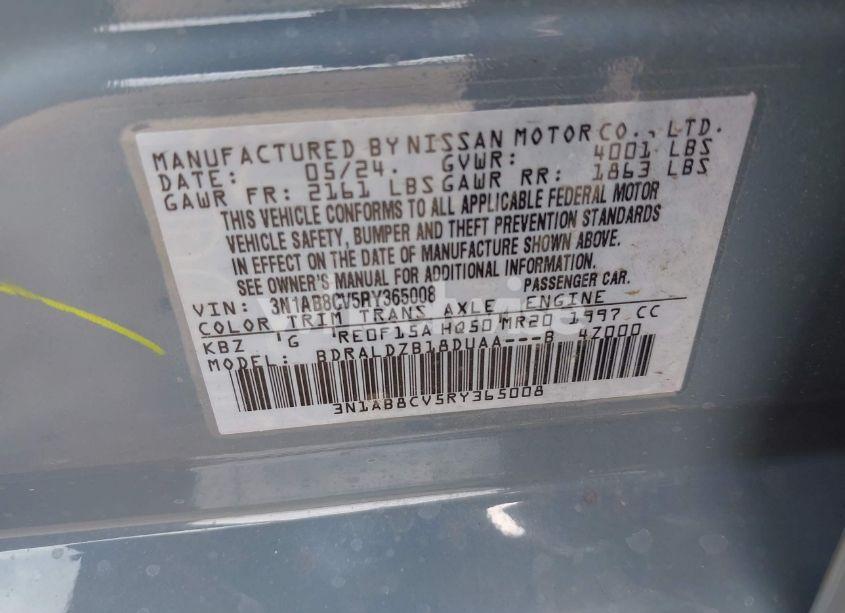 MANUFACTURED BY NISSAN MOTOR CO., LTD.
DATE: 05/24. GVWR: 4001 LBS
GAWR FR: 2161 LBS GAWR RR: 1863 LBS
THIS VEHICLE CONFORMS TO ALL APPLICABLE FEDERAL MOTOR
VEHICLE SAFETY, BUMPER AND THEFT PREVENTION STANDARDS
IN EFFECT ON THE DATE OF MANUFACTURE SHOWN ABOVE.
SEE OWNER'S MANUAL FOR ADDITIONAL INFORMATION.
VIN: 3N1AB8CV5RY365008 PASSENGER CAR.
COLOR TRIM TRANS AXLE ENGINE
KBZ G RE0F15A HQ50 MR20 1997 CC
MODEL: BDRALDZB18DUAA---B 4Z000
3N1AB8CV5RY365008